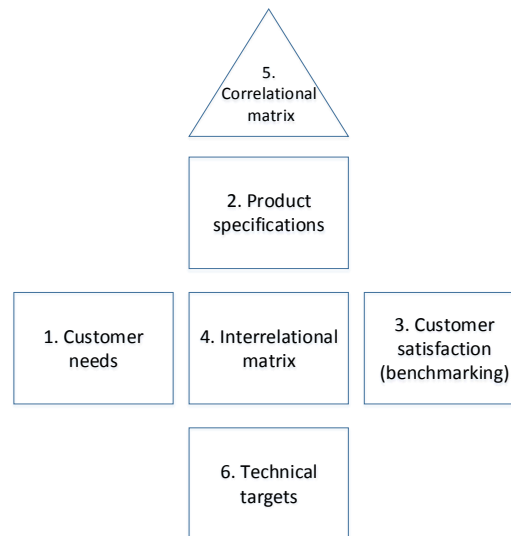 5.
Correlational
matrix
2. Product
specifications
1. Customer
needs
4. Interrelational
matrix
3. Customer
satisfaction
(benchmarking)
6. Technical
targets